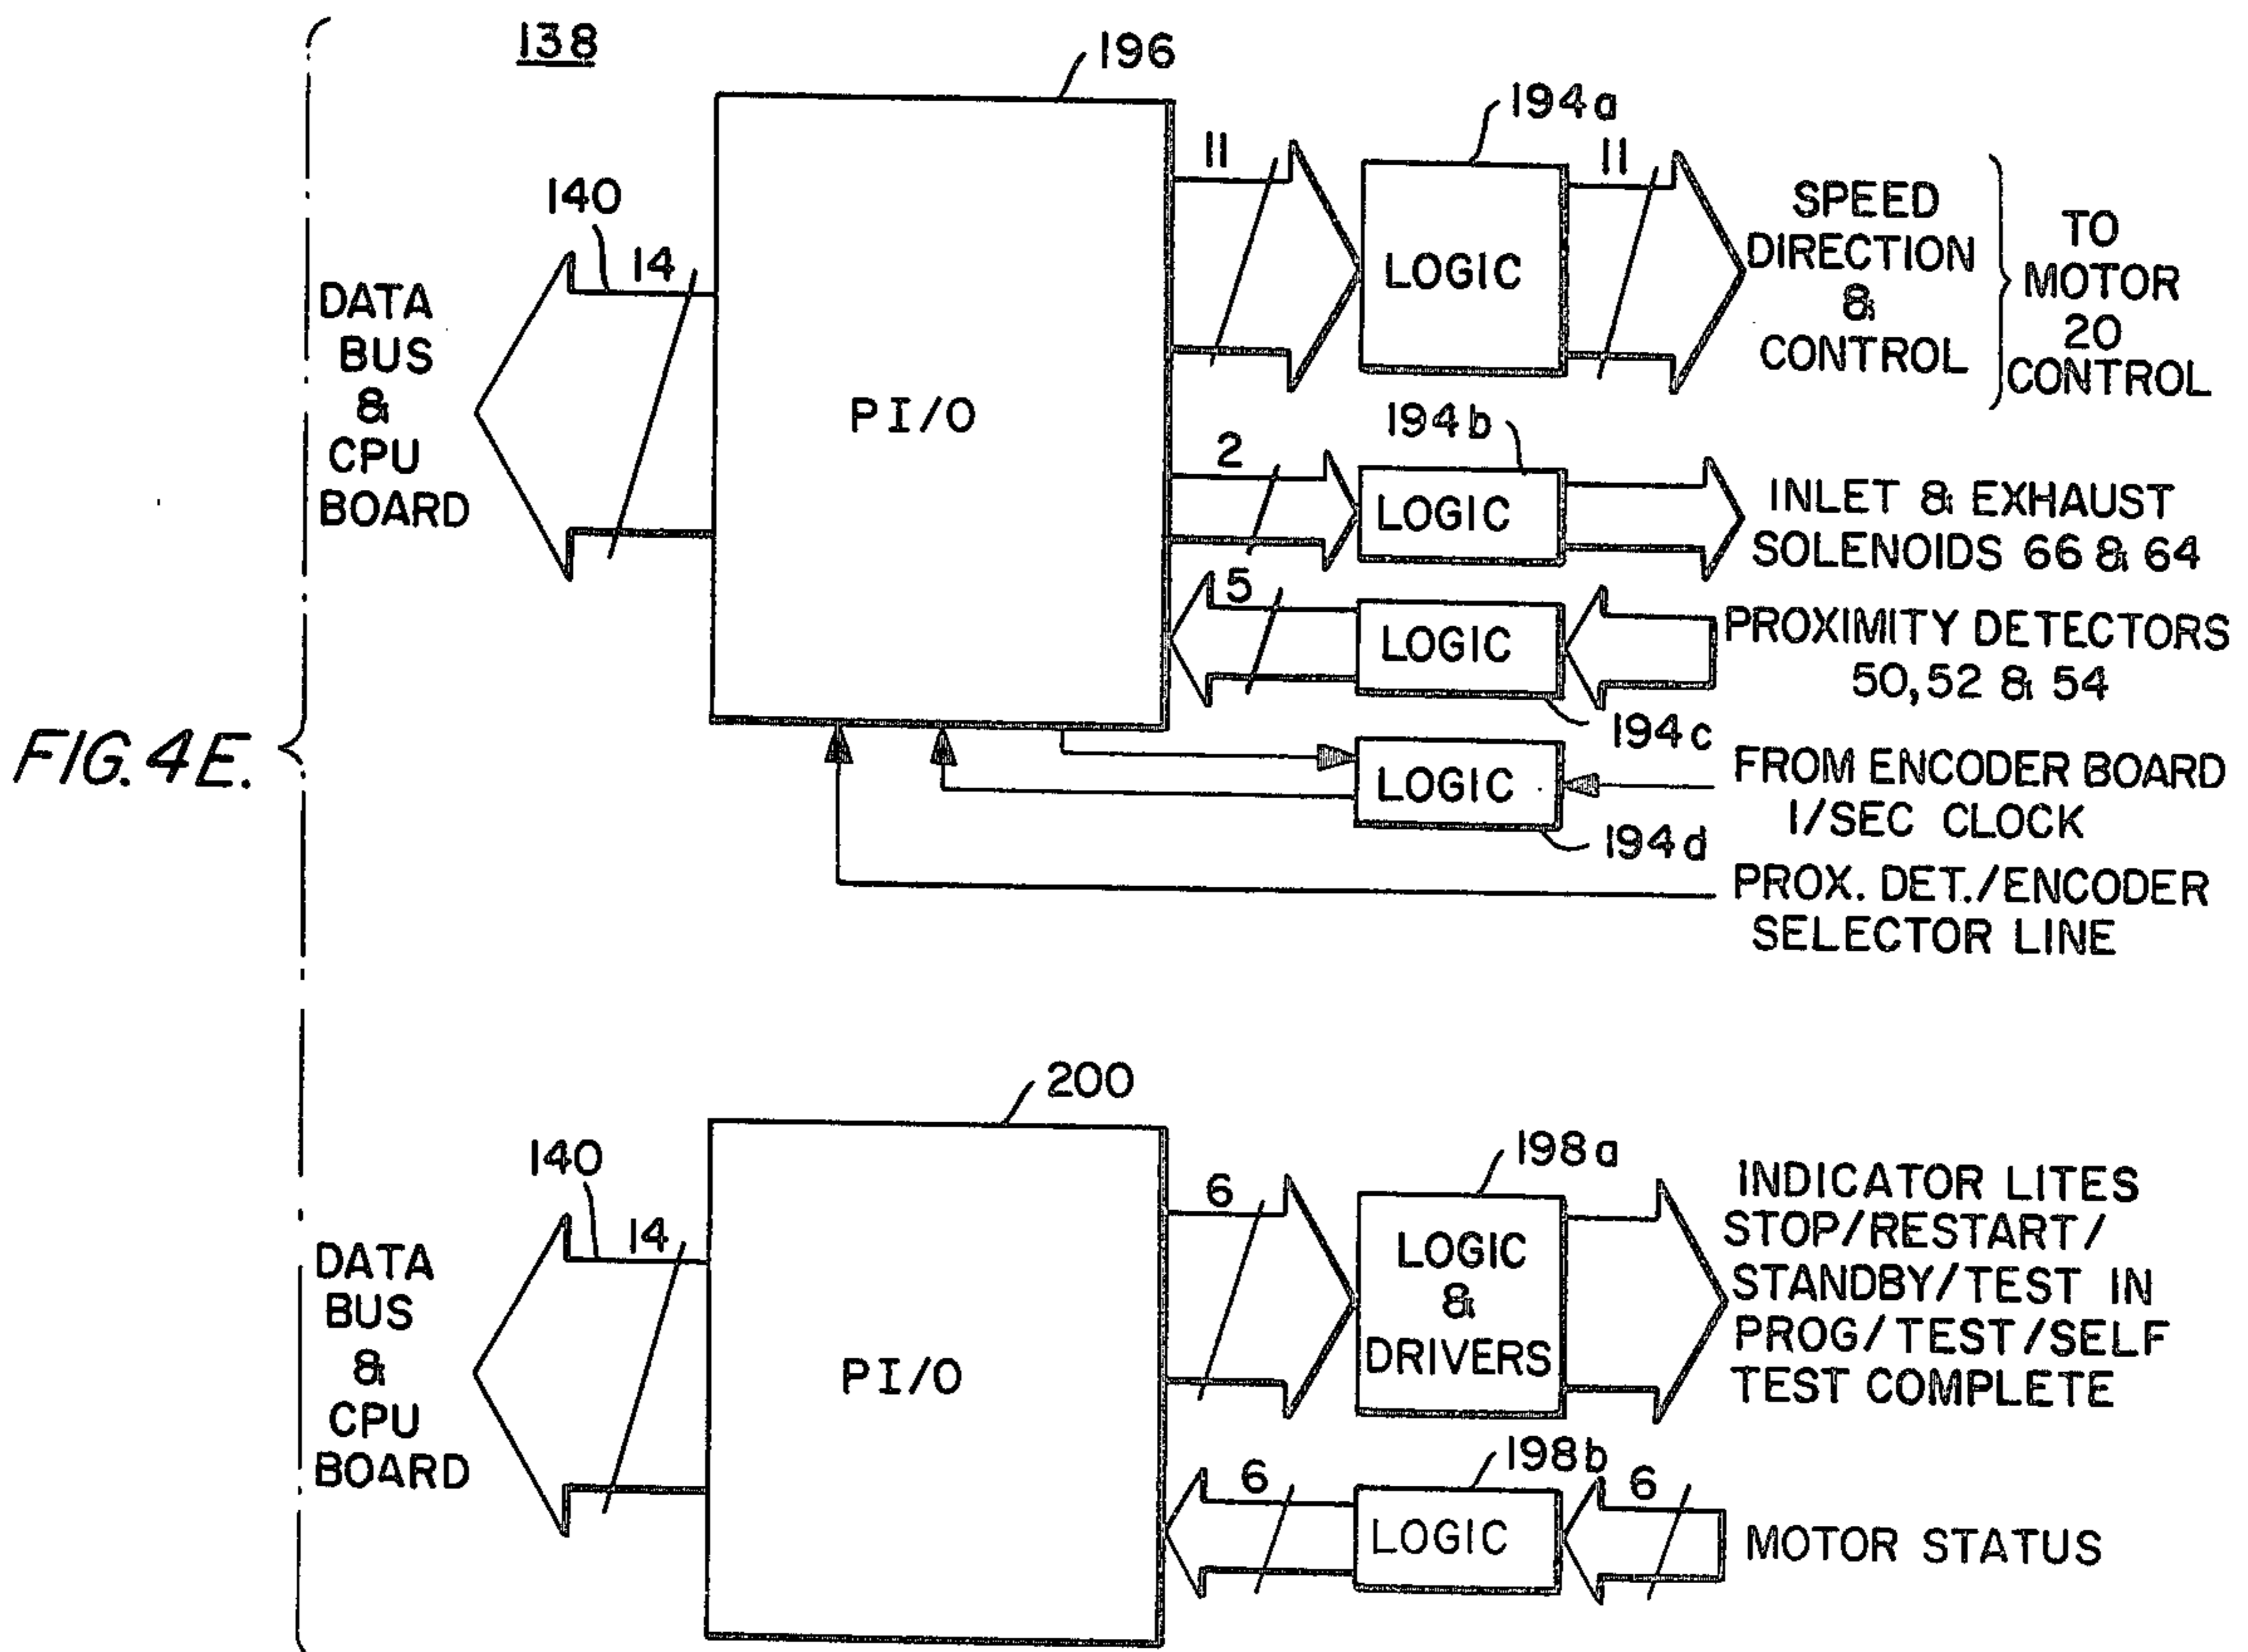 138
196
194a
11
11
140
14
DATA
BUS
&
CPU
BOARD
PI/O
LOGIC
SPEED
DIRECTION
&
CONTROL
TO
MOTOR
20
CONTROL
194b
2
LOGIC
INLET & EXHAUST
SOLENOIDS 66 & 64
5
LOGIC
PROXIMITY DETECTORS
50, 52 & 54
194c
FIG. 4E.
LOGIC
FROM ENCODER BOARD
1/SEC CLOCK
194d
PROX. DET./ENCODER
SELECTOR LINE
200
198a
140
14
DATA
BUS
&
CPU
BOARD
PI/O
6
LOGIC
&
DRIVERS
INDICATOR LITES
STOP/RESTART/
STANDBY/TEST IN
PROG/TEST/SELF
TEST COMPLETE
198b
6
LOGIC
6
MOTOR STATUS